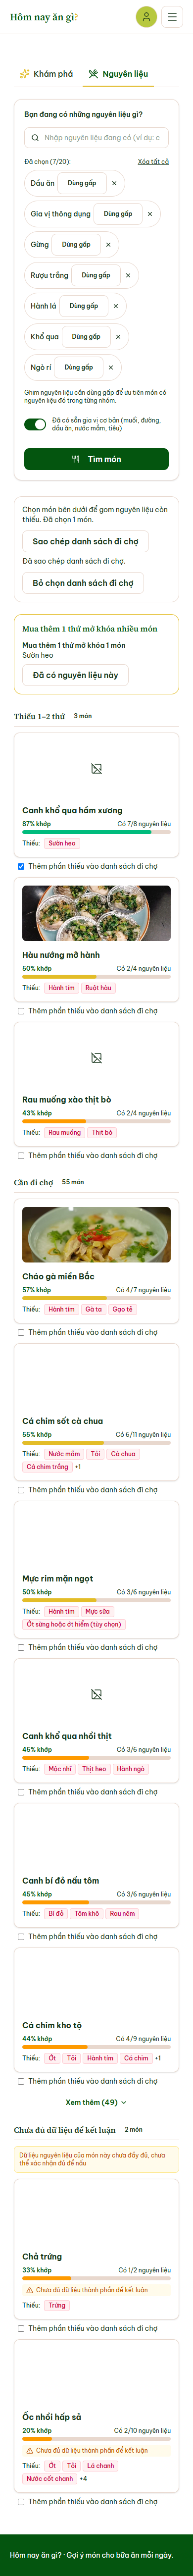 Hôm nay ăn gì?
Khám phá
Nguyên liệu
Bạn đang có những nguyên liệu gì?
Nhập nguyên liệu đang có (ví dụ: c
Đã chọn (7/20):
Xóa tất cả
Dầu ăn Dùng gấp ×
Gia vị thông dụng Dùng gấp ×
Gừng Dùng gấp ×
Rượu trắng Dùng gấp ×
Hành lá Dùng gấp ×
Khổ qua Dùng gấp ×
Ngò rí Dùng gấp ×
Ghim nguyên liệu cần dùng gấp để ưu tiên món có
nguyên liệu đó trong từng nhóm.
Đã có sẵn gia vị cơ bản (muối, đường,
dầu ăn, nước mắm, tiêu)
Tìm món
Chọn món bên dưới để gom nguyên liệu còn
thiếu. Đã chọn 1 món.
Sao chép danh sách đi chợ
Đã sao chép danh sách đi chợ.
Bỏ chọn danh sách đi chợ
Mua thêm 1 thứ mở khóa nhiều món
Mua thêm 1 thứ mở khóa 1 món
Sườn heo
Đã có nguyên liệu này
Thiếu 1–2 thứ 3 món
Canh khổ qua hầm xương
87% khớp
Có 7/8 nguyên liệu
Thiếu: Sườn heo
Thêm phần thiếu vào danh sách đi chợ
Hàu nướng mỡ hành
50% khớp
Có 2/4 nguyên liệu
Thiếu: Hành tím Ruột hàu
Thêm phần thiếu vào danh sách đi chợ
Rau muống xào thịt bò
43% khớp
Có 2/4 nguyên liệu
Thiếu: Rau muống Thịt bò
Thêm phần thiếu vào danh sách đi chợ
Cần đi chợ 55 món
Cháo gà miền Bắc
57% khớp
Có 4/7 nguyên liệu
Thiếu: Hành tím Gà ta Gạo tẻ
Thêm phần thiếu vào danh sách đi chợ
Cá chim sốt cà chua
55% khớp
Có 6/11 nguyên liệu
Thiếu: Nước mắm Tỏi Cà chua
Cá chim trắng +1
Thêm phần thiếu vào danh sách đi chợ
Mực rim mặn ngọt
50% khớp
Có 3/6 nguyên liệu
Thiếu: Hành tím Mực sữa
Ớt sừng hoặc ớt hiểm (tùy chọn)
Thêm phần thiếu vào danh sách đi chợ
Canh khổ qua nhồi thịt
45% khớp
Có 3/6 nguyên liệu
Thiếu: Mộc nhĩ Thịt heo Hành ngò
Thêm phần thiếu vào danh sách đi chợ
Canh bí đỏ nấu tôm
45% khớp
Có 3/6 nguyên liệu
Thiếu: Bí đỏ Tôm khô Rau nêm
Thêm phần thiếu vào danh sách đi chợ
Cá chim kho tộ
44% khớp
Có 4/9 nguyên liệu
Thiếu: Ớt Tỏi Hành tím Cá chim +1
Thêm phần thiếu vào danh sách đi chợ
Xem thêm (49)
Chưa đủ dữ liệu để kết luận 2 món
Dữ liệu nguyên liệu của món này chưa đầy đủ, chưa
thể xác nhận đủ để nấu
Chả trứng
33% khớp
Có 1/2 nguyên liệu
Chưa đủ dữ liệu thành phần để kết luận
Thiếu: Trứng
Thêm phần thiếu vào danh sách đi chợ
Ốc nhồi hấp sả
20% khớp
Có 2/10 nguyên liệu
Chưa đủ dữ liệu thành phần để kết luận
Thiếu: Ớt Tỏi Lá chanh
Nước cốt chanh +4
Thêm phần thiếu vào danh sách đi chợ
Hôm nay ăn gì? · Gợi ý món cho bữa ăn mỗi ngày.